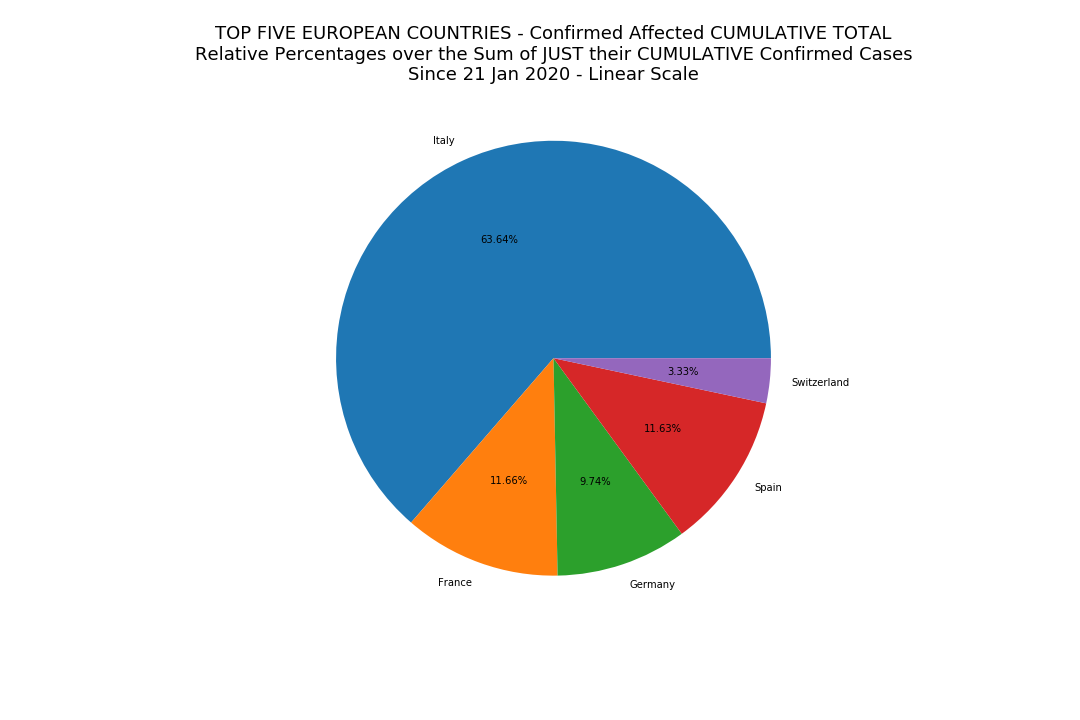 TOP FIVE EUROPEAN COUNTRIES - Confirmed Affected CUMULATIVE TOTAL
Relative Percentages over the Sum of JUST their CUMULATIVE Confirmed Cases
Since 21 Jan 2020 - Linear Scale
Italy
63.64%
3.33%
Switzerland
11.63%
11.66%
9.74%
Spain
France
Germany